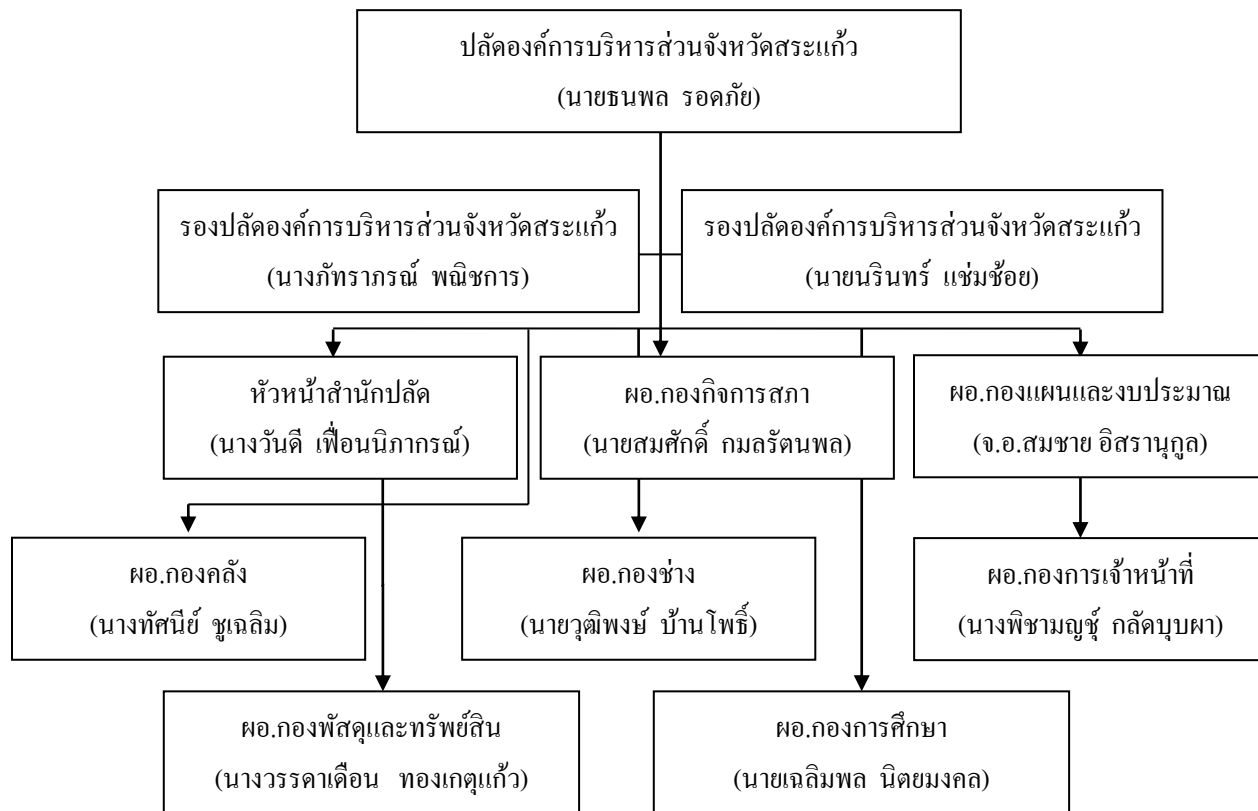 ปลัดองค์การบริหารส่วนจังหวัดสระแก้ว
(นายธนพล รอดภัย)
รองปลัดองค์การบริหารส่วนจังหวัดสระแก้ว
(นางภัทราภรณ์ พณิชการ)
รองปลัดองค์การบริหารส่วนจังหวัดสระแก้ว
(นายนรินทร์ แช่มช้อย)
หัวหน้าสำนักปลัด
(นางวันดี เฟื่อนนิภากรณ์)
ผอ.กองกิจการสภา
(นายสมศักดิ์ กมลรัตนพล)
ผอ.กองแผนและงบประมาณ
(จ.อ.สมชาย อิสรานุกูล)
ผอ.กองคลัง
(นางทัศนีย์ ชูเฉลิม)
ผอ.กองช่าง
(นายวุฒิพงษ์ บ้านโพธิ์)
ผอ.กองการเจ้าหน้าที่
(นางพิชามญชุ์ กลัดบุบผา)
ผอ.กองพัสดุและทรัพย์สิน
(นางวรรดาเดือน ทองเกตุแก้ว)
ผอ.กองการศึกษา
(นายเฉลิมพล นิตยมงคล)